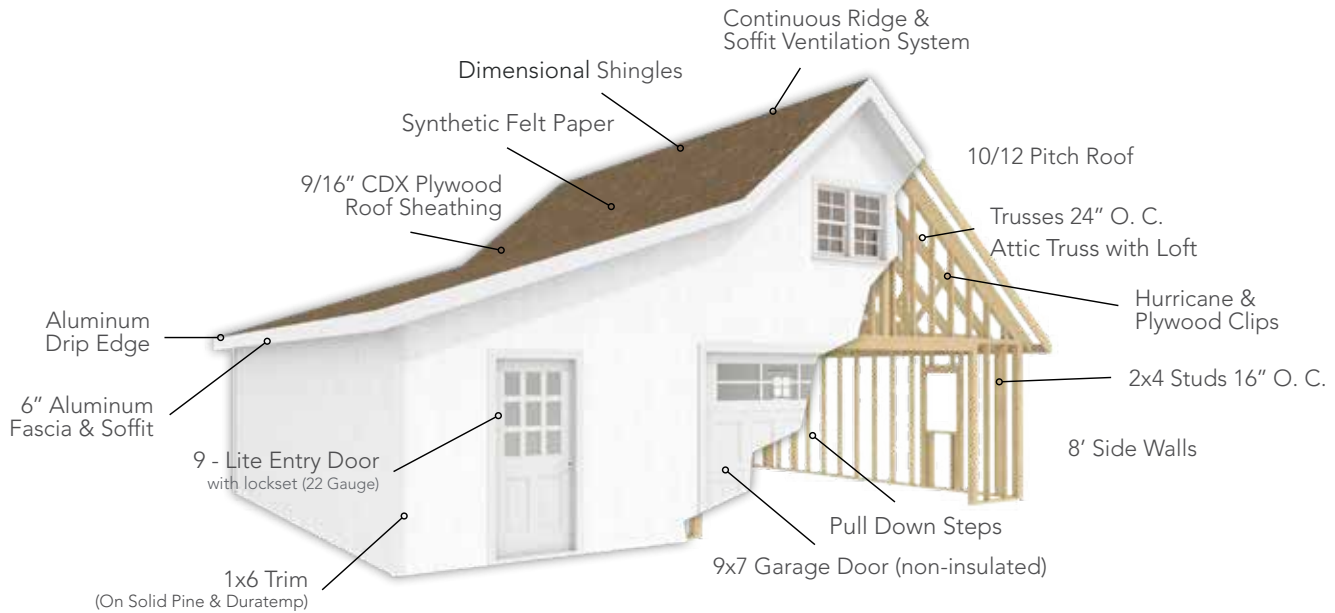 Continuous Ridge &
Soffit Ventilation System
Dimensional Shingles
Synthetic Felt Paper
10/12 Pitch Roof
9/16” CDX Plywood
Roof Sheathing
Trusses 24” O. C.
Attic Truss with Loft
Hurricane &
Plywood Clips
Aluminum
Drip Edge
2x4 Studs 16” O. C.
6” Aluminum
Fascia & Soffit
8’ Side Walls
9 - Lite Entry Door
with lockset (22 Gauge)
Pull Down Steps
9x7 Garage Door (non-insulated)
1x6 Trim
(On Solid Pine & Duratemp)